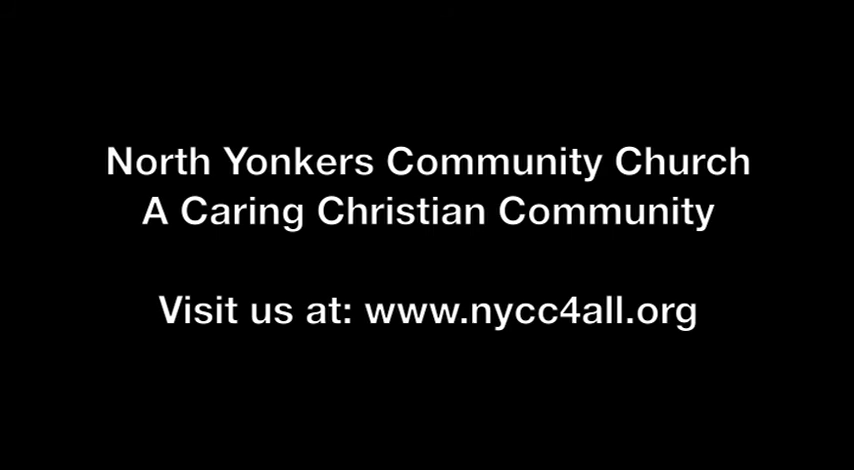 North Yonkers Community Church
A Caring Christian Community
Visit us at: www.nycc4all.org